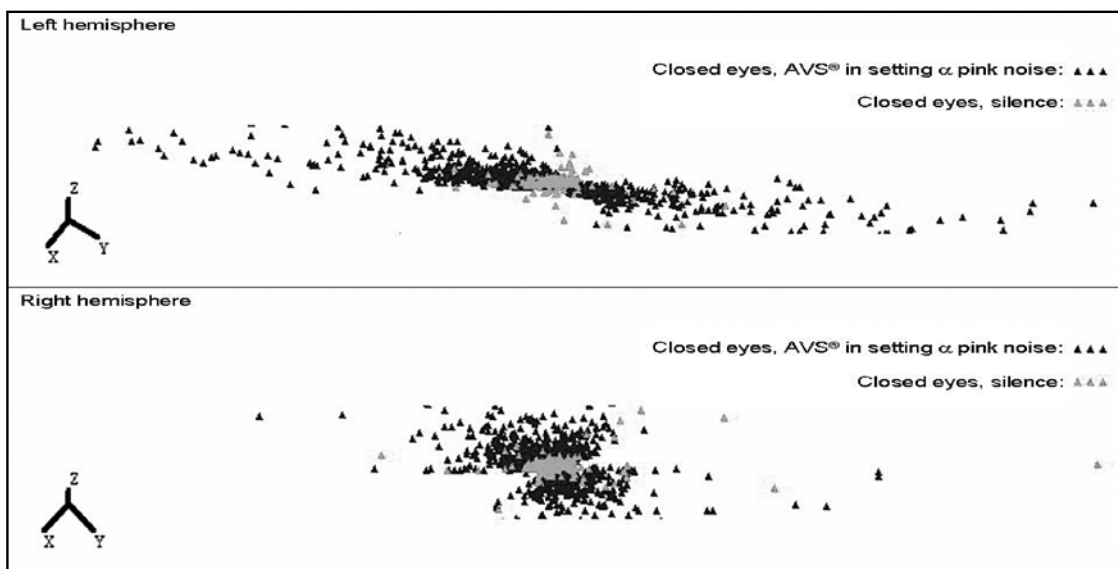 Left hemisphere
Closed eyes, AVS® in setting α pink noise:
Closed eyes, silence:
Z
X
Y
Right hemisphere
Closed eyes, AVS® in setting α pink noise:
Closed eyes, silence:
Z
X
Y